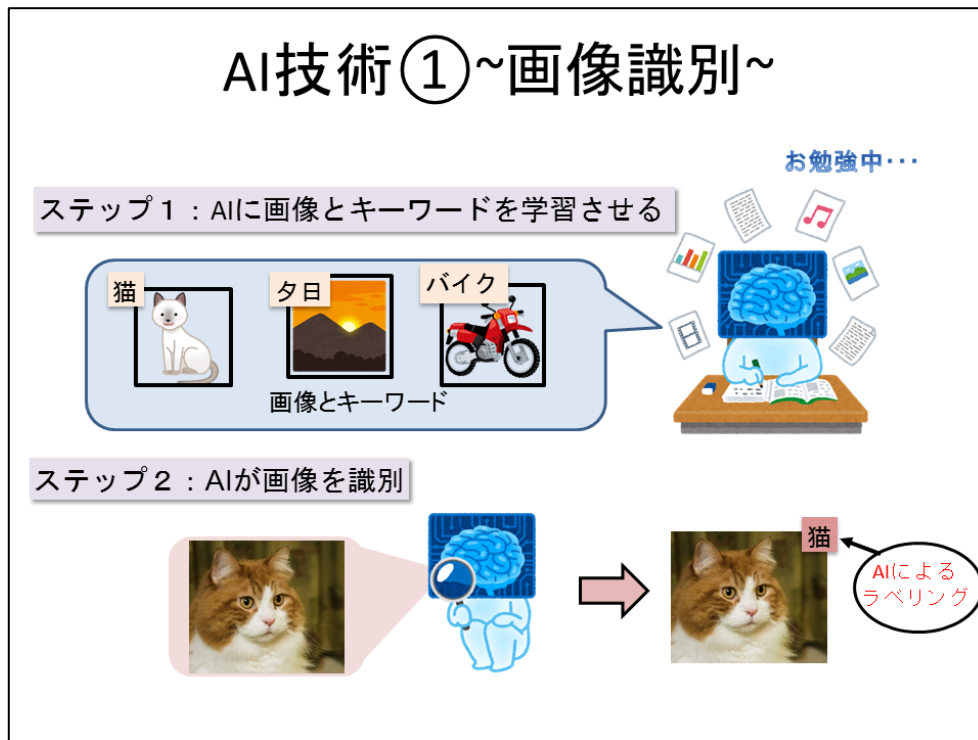 AI技術①~画像識別~
お勉強中･･･
ステップ１：AIに画像とキーワードを学習させる
猫
夕日
バイク
画像とキーワード
ステップ２：AIが画像を識別
猫
AIによる
ラベリング